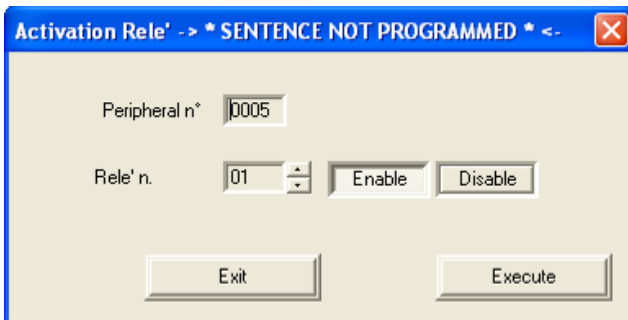 Activation Rele' -> * SENTENCE NOT PROGRAMMED * <-
Peripheral n° 0005
Rele' n. 01 Enable Disable
Exit Execute